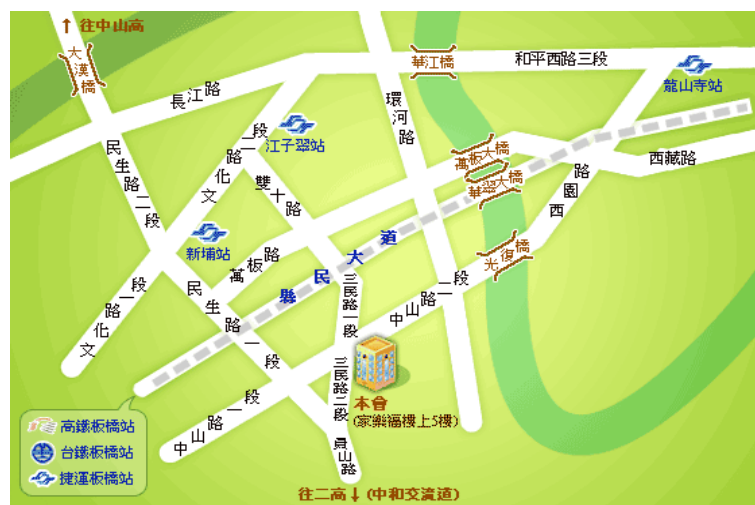 ↑ 往中山高
大漢橋
華江橋
和平西路三段
龍山寺站
長江路
環河路
江子翠站
文化路二段
民生路二段
雙十路
萬板大橋
華翠大橋
西藏路
西園路
新埔站
萬板路
縣民大道
光復橋
文化路一段
民生路一段
三民路一段
中山路二段
三民路二段
本會
(家樂福樓上5樓)
中山路一段
員山路
高鐵板橋站
台鐵板橋站
捷運板橋站
往二高↓(中和交流道)